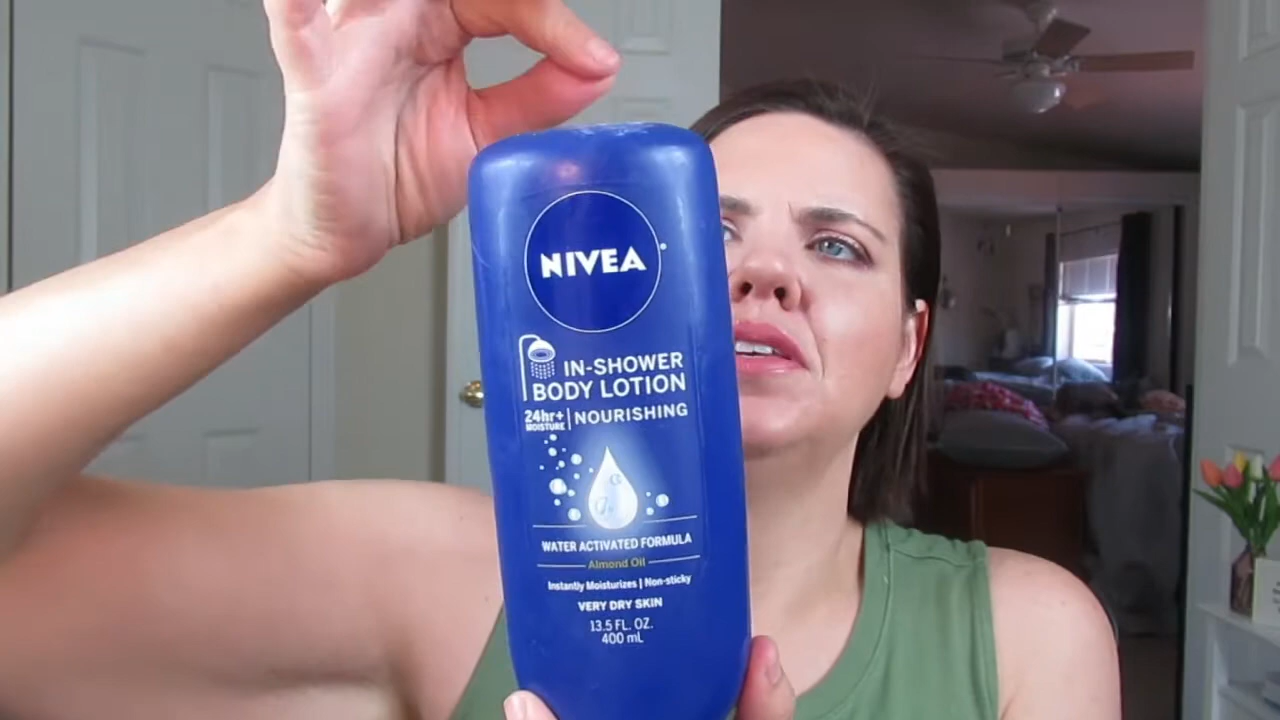 NIVEA
IN-SHOWER
BODY LOTION
24hr+
MOISTURE
NOURISHING
WATER ACTIVATED FORMULA
Almond Oil
Instantly Moisturizes | Non-sticky
VERY DRY SKIN
13.5 FL. OZ.
400 mL